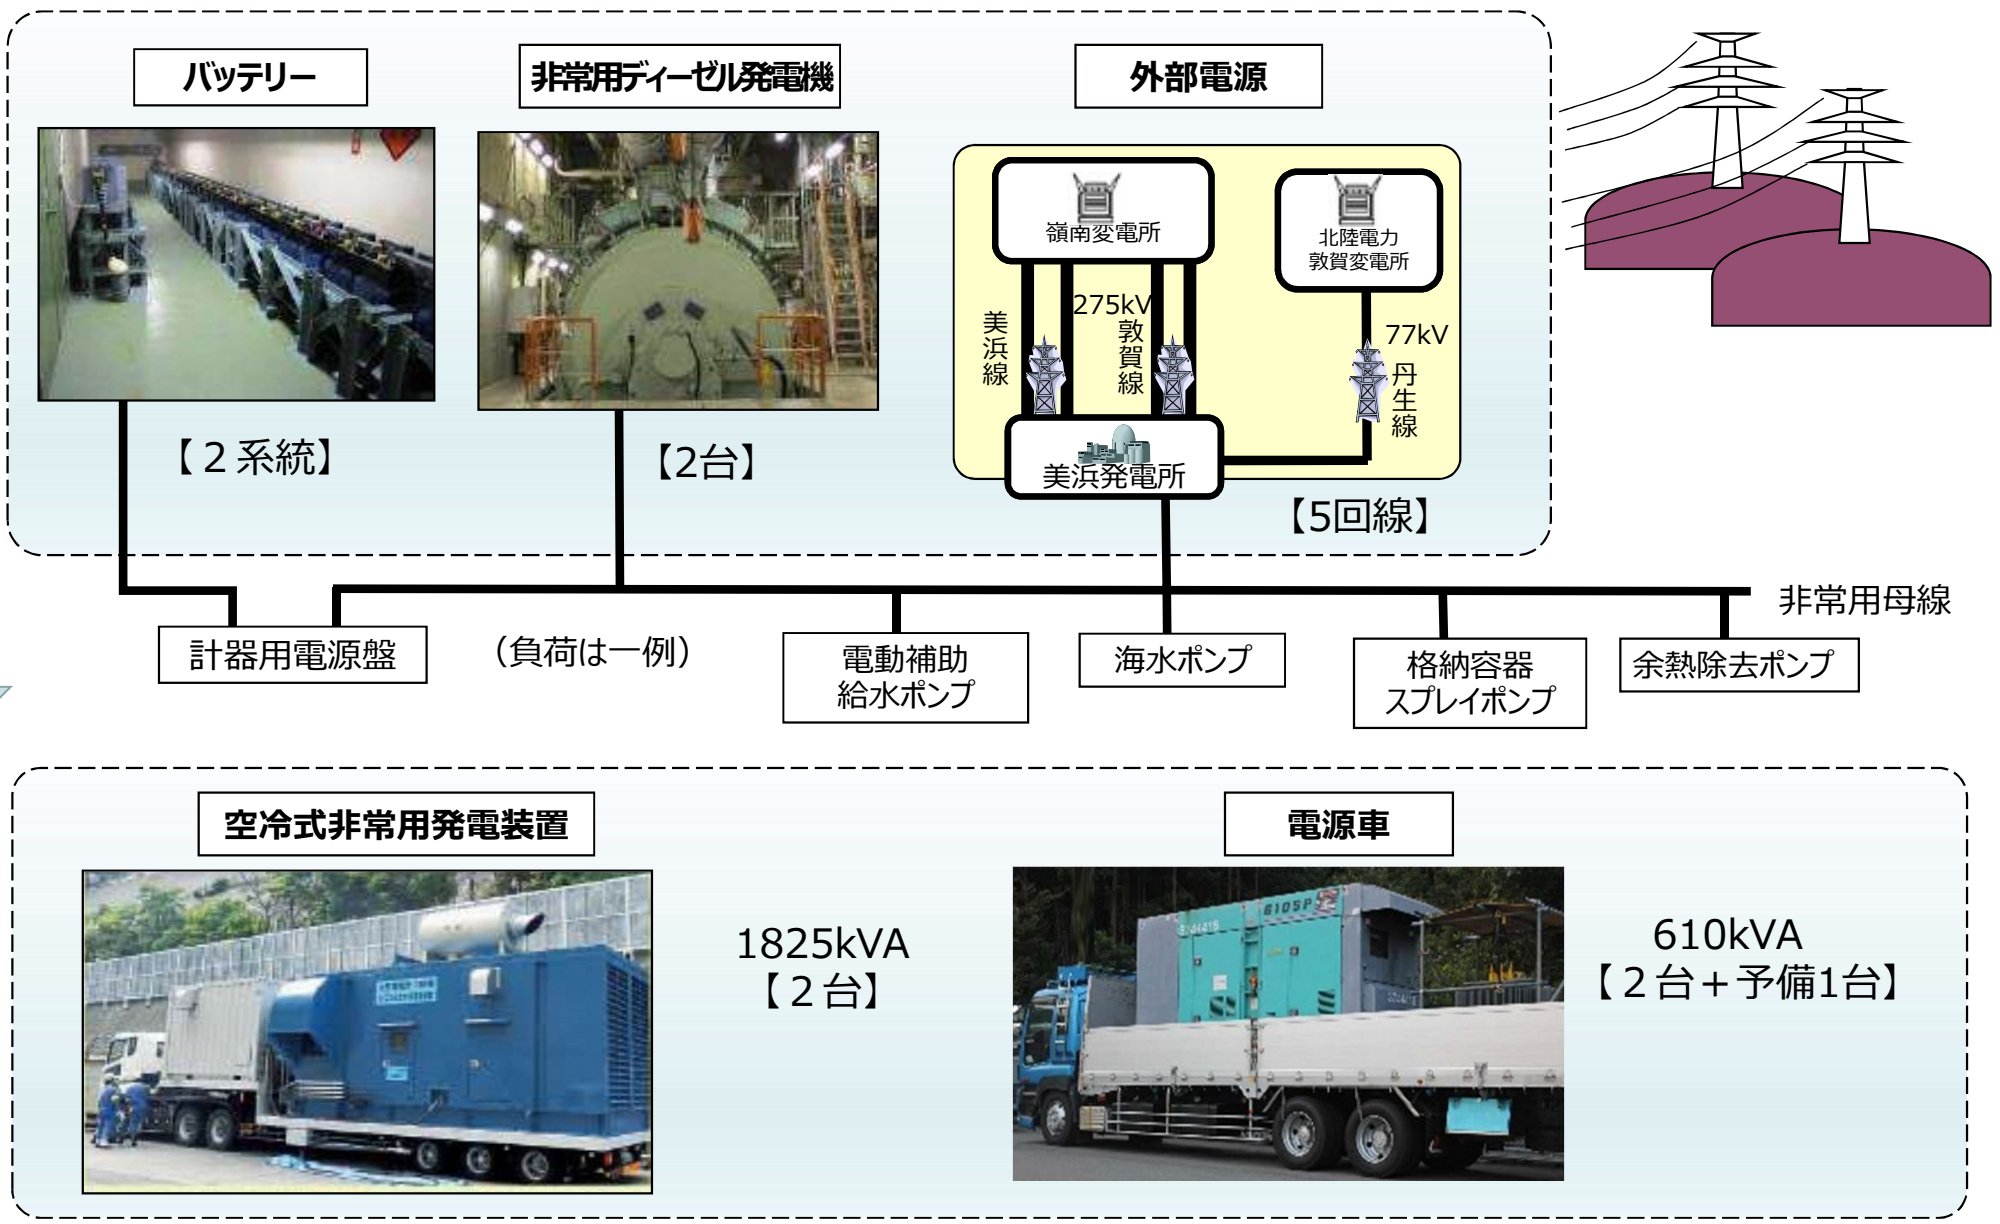 バッテリー
非常用ディーゼル発電機
外部電源
嶺南変電所
北陸電力
敦賀変電所
美浜線
275kV
敦賀線
77kV
丹生線
美浜発電所
【２系統】
【2台】
【5回線】
非常用母線
計器用電源盤
（負荷は一例）
電動補助
給水ポンプ
海水ポンプ
格納容器
スプレイポンプ
余熱除去ポンプ
空冷式非常用発電装置
電源車
1825kVA
【２台】
610kVA
【２台＋予備1台】
6105P